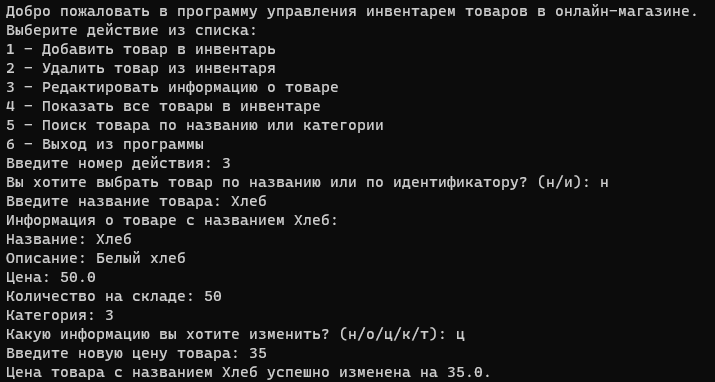 Добро пожаловать в программу управления инвентарем товаров в онлайн-магазине.
Выберите действие из списка:
1 - Добавить товар в инвентарь
2 - Удалить товар из инвентаря
3 - Редактировать информацию о товаре
4 - Показать все товары в инвентаре
5 - Поиск товара по названию или категории
6 - Выход из программы
Введите номер действия: 3
Вы хотите выбрать товар по названию или по идентификатору? (н/и): н
Введите название товара: Хлеб
Информация о товаре с названием Хлеб:
Название: Хлеб
Описание: Белый хлеб
Цена: 50.0
Количество на складе: 50
Категория: 3
Какую информацию вы хотите изменить? (н/о/ц/к/т): ц
Введите новую цену товара: 35
Цена товара с названием Хлеб успешно изменена на 35.0.